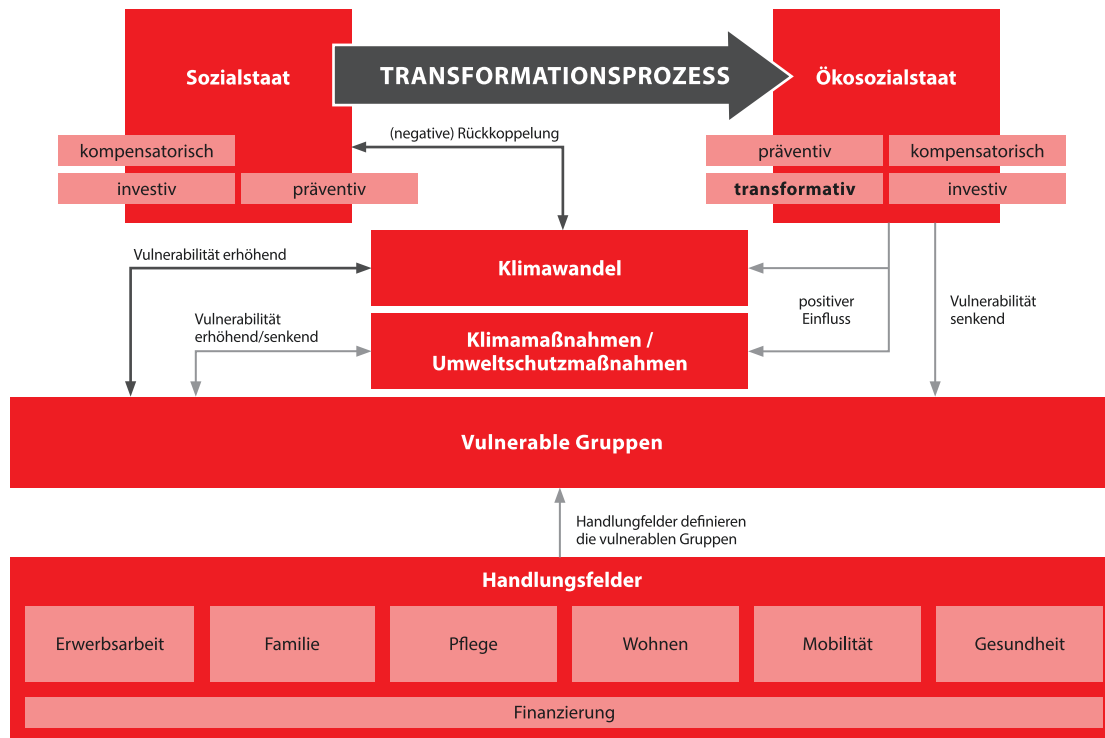 Sozialstaat
TRANSFORMATIONSPROZESS
Ökosozialstaat
(negative) Rückkoppelung
kompensatorisch
investiv
präventiv
präventiv
kompensatorisch
transformativ
investiv
Vulnerabilität erhöhend
Klimawandel
Vulnerabilität
erhöhend/senkend
Klimamaßnahmen /
Umweltschutzmaßnahmen
positiver
Einfluss
Vulnerabilität
senkend
Vulnerable Gruppen
Handlungfelder definieren
die vulnerablen Gruppen
Handlungsfelder
Erwerbsarbeit
Familie
Pflege
Wohnen
Mobilität
Gesundheit
Finanzierung